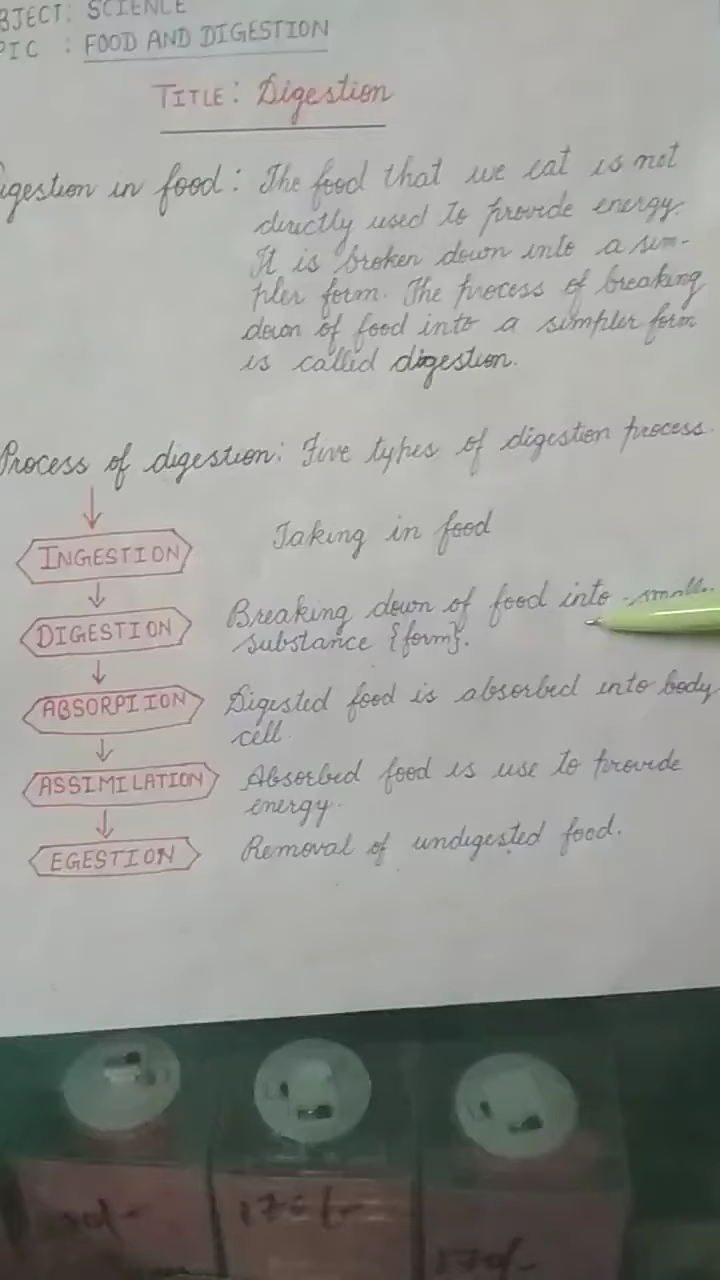 BJECT: SCIENCE
PIC : FOOD AND DIGESTION
TITLE: Digestion
igestion in food: The food that we eat is not
directly used to provide energy.
It is broken down into a sim-
pler form. The process of breaking
down of food into a simpler form
is called digestion.
Process of digestion: Five types of digestion process.
INGESTION Taking in food
DIGESTION Breaking down of food into small
substance {form}.
ABSORPTION Digested food is absorbed into body
cell.
ASSIMILATION Absorbed food is use to provide
energy.
EGESTION Removal of undigested food.
170/-